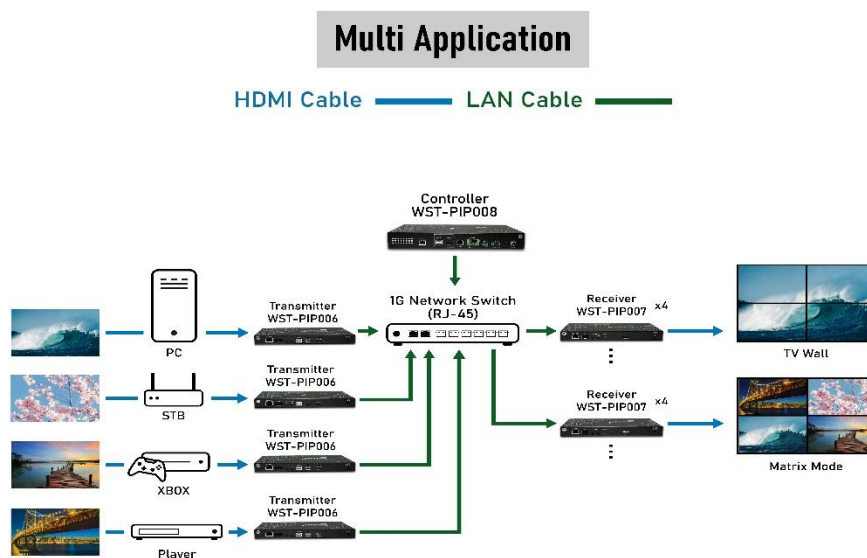 Multi Application
HDMI Cable
LAN Cable
Controller
WST-PIP008
Transmitter
WST-PIP006
1G Network Switch
(RJ-45)
Receiver
WST-PIP007 x4
PC
TV Wall
Transmitter
WST-PIP006
STB
Receiver
WST-PIP007 x4
Transmitter
WST-PIP006
XBOX
Matrix Mode
Transmitter
WST-PIP006
Player